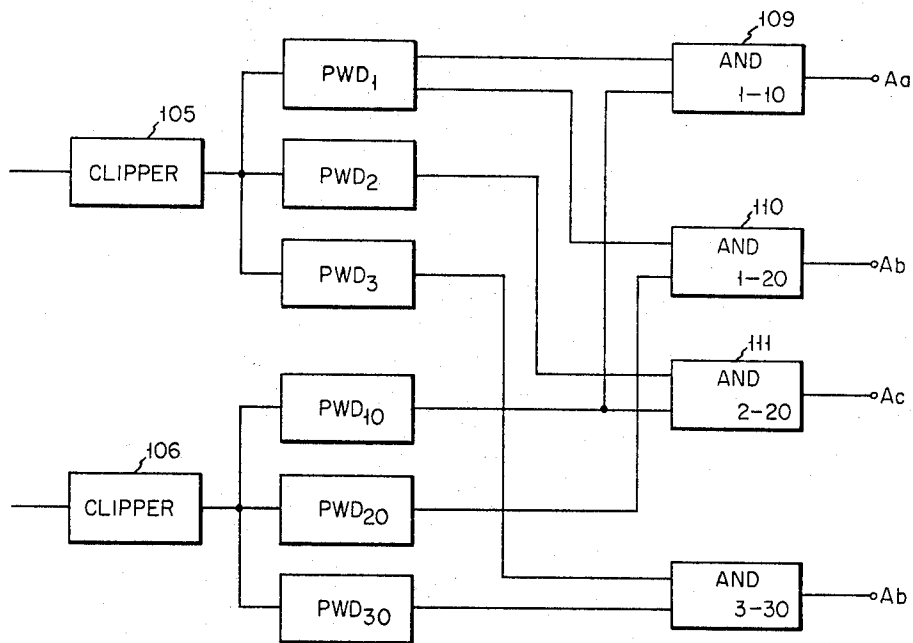 109
PWD1
AND
1-10
Aa
105
CLIPPER
PWD2
110
AND
1-20
Ab
PWD3
111
AND
2-20
Ac
PWD10
106
CLIPPER
PWD20
AND
3-30
Ab
PWD30